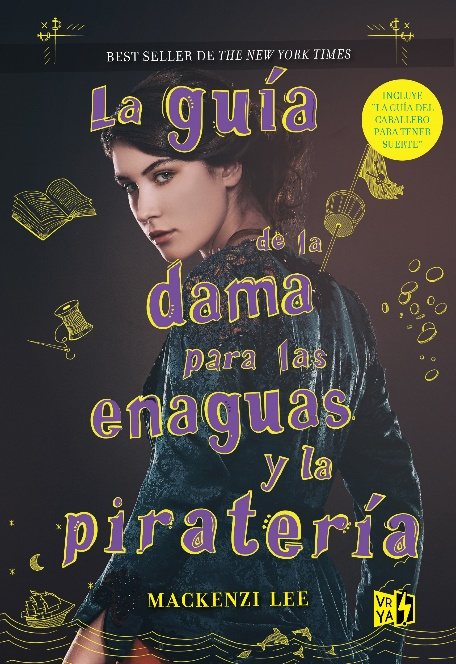 BEST SELLER DE THE NEW YORK TIMES
La guía
INCLUYE
"LA GUÍA DEL
CABALLERO
PARA TENER
SUERTE"
de la
dama
para las
enaguas
y la
piratería
MACKENZI LEE
VR
YA